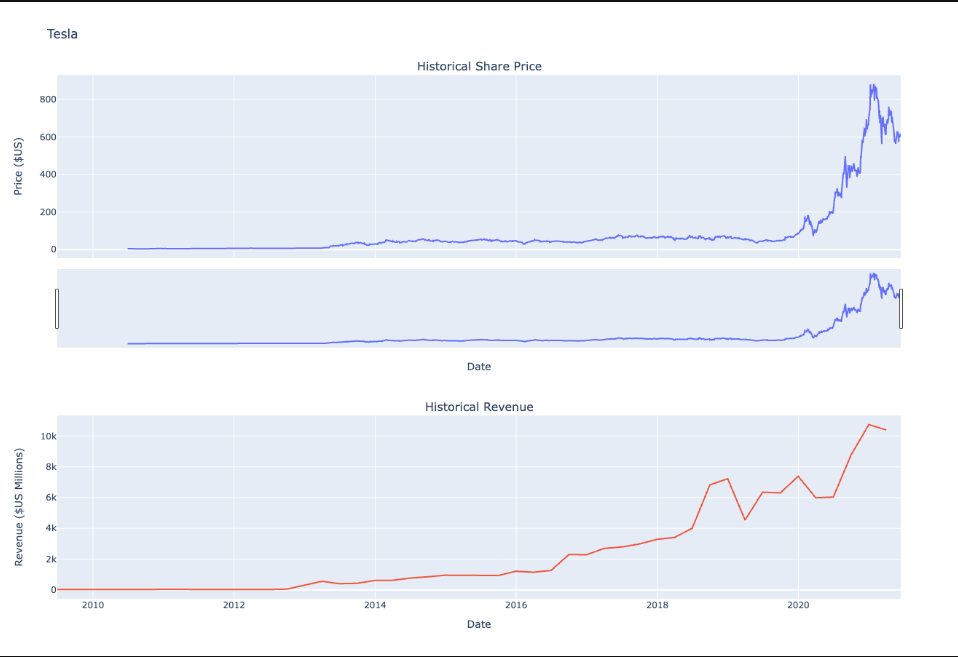 Tesla
Historical Share Price
Price ($US)
800
600
400
200
0
Date
Historical Revenue
Revenue ($US Millions)
10k
8k
6k
4k
2k
0
2010 2012 2014 2016 2018 2020
Date